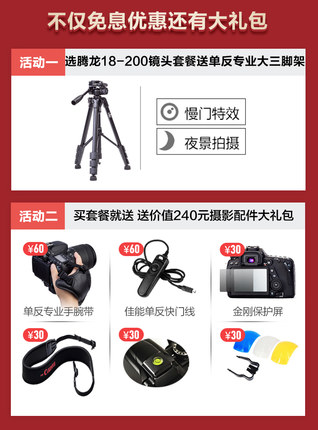 不仅免息优惠还有大礼包
活动一 选腾龙18-200镜头套餐送单反专业大三脚架
慢门特效
夜景拍摄
活动二 买套餐就送 送价值240元摄影配件大礼包
¥60 ¥60 ¥30
单反专业手腕带 佳能单反快门线 金刚保护屏
¥30 ¥30 ¥30
Canon